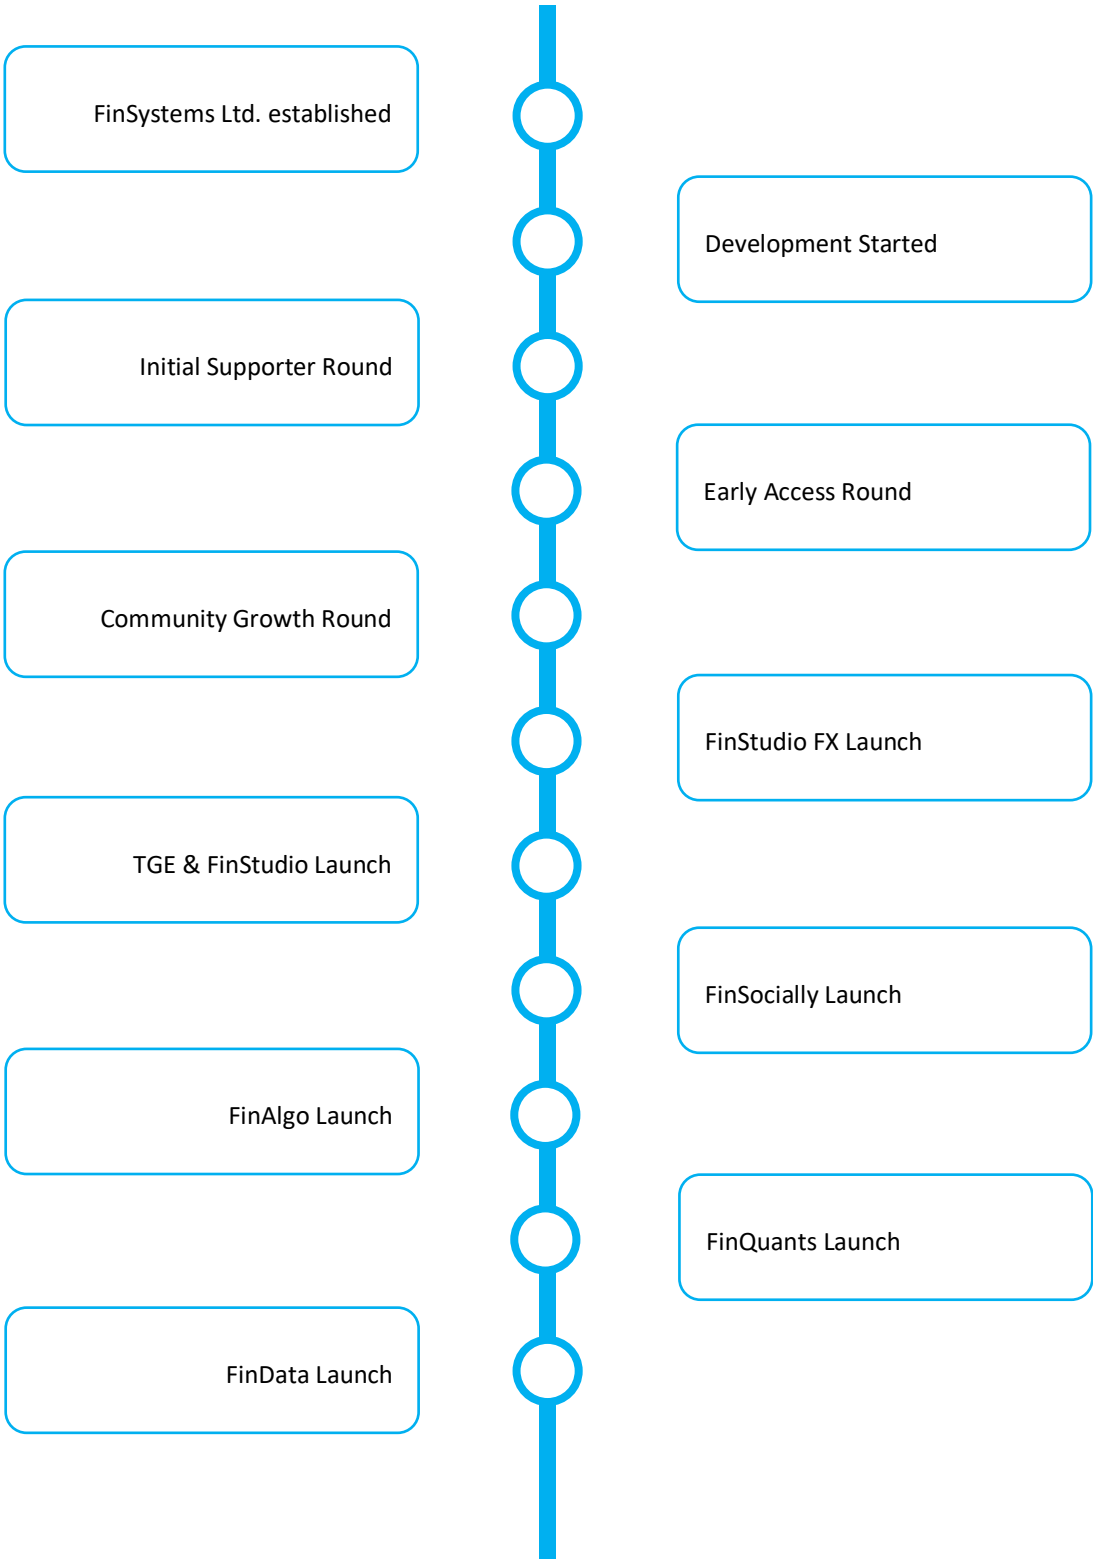 FinSystems Ltd. established
Development Started
Initial Supporter Round
Early Access Round
Community Growth Round
FinStudio FX Launch
TGE & FinStudio Launch
FinSocially Launch
FinAlgo Launch
FinQuants Launch
FinData Launch